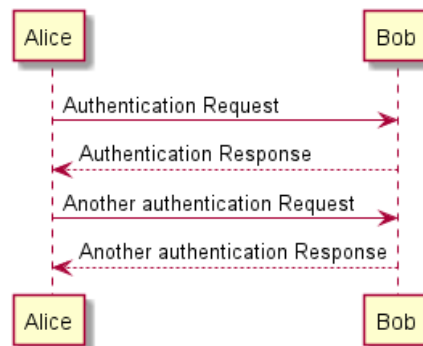 Alice Bob
Authentication Request
Authentication Response
Another authentication Request
Another authentication Response
Alice Bob